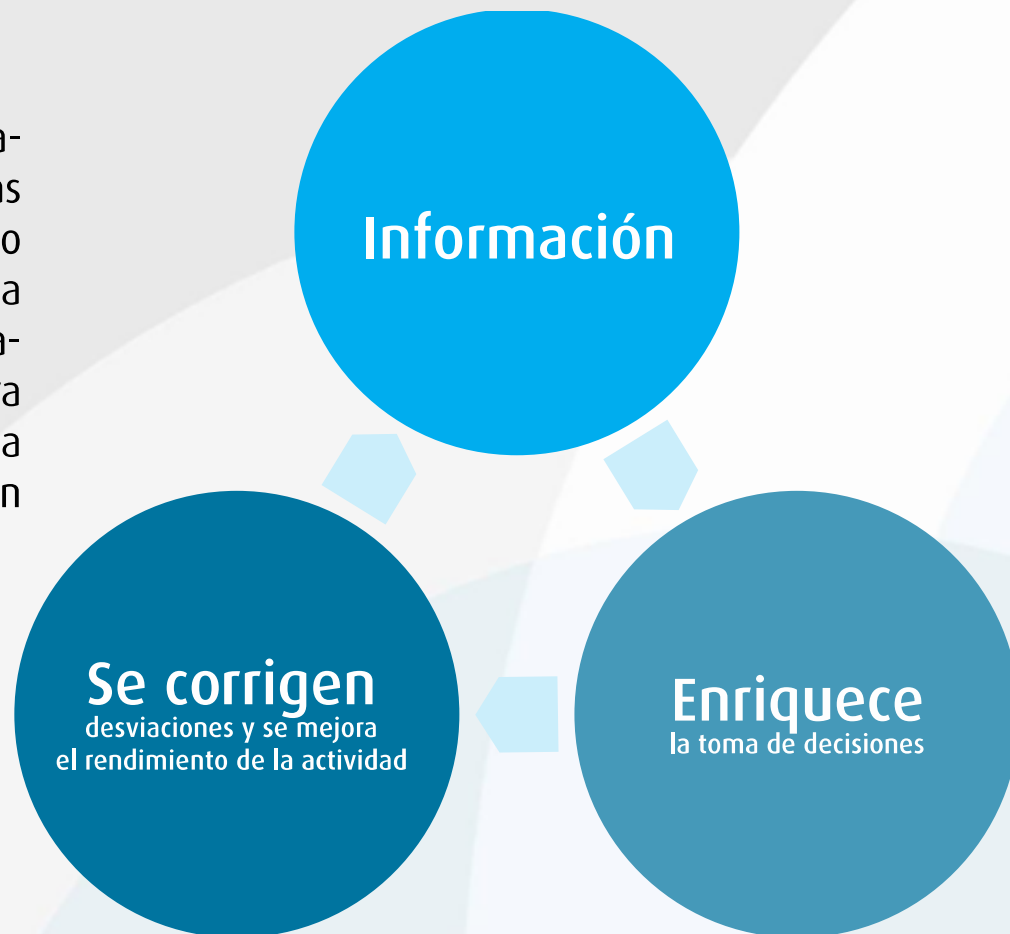 Información
Se corrigen
desviaciones y se mejora
el rendimiento de la actividad
Enriquece
la toma de decisiones